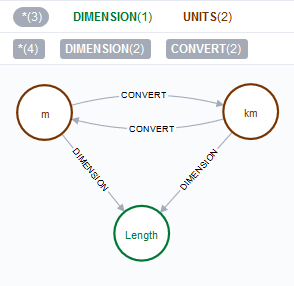 *(3) DIMENSION(1) UNITS(2)
*(4) DIMENSION(2) CONVERT(2)
CONVERT
m km
CONVERT
DIMENSION DIMENSION
Length